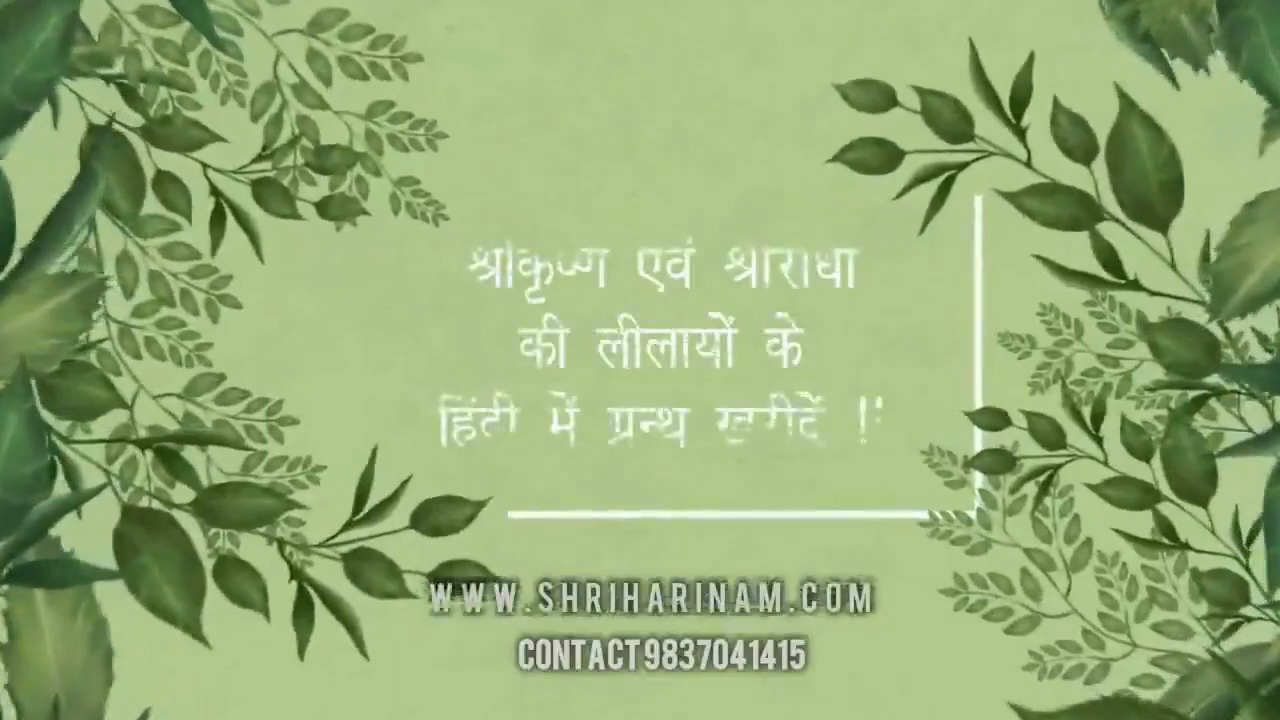 श्रीकृष्ण एवं श्रीराधा
की लीलायों के
हिंदी में ग्रन्थ खरीदें !!
WWW.SHRIHARINAM.COM
CONTACT 9837041415